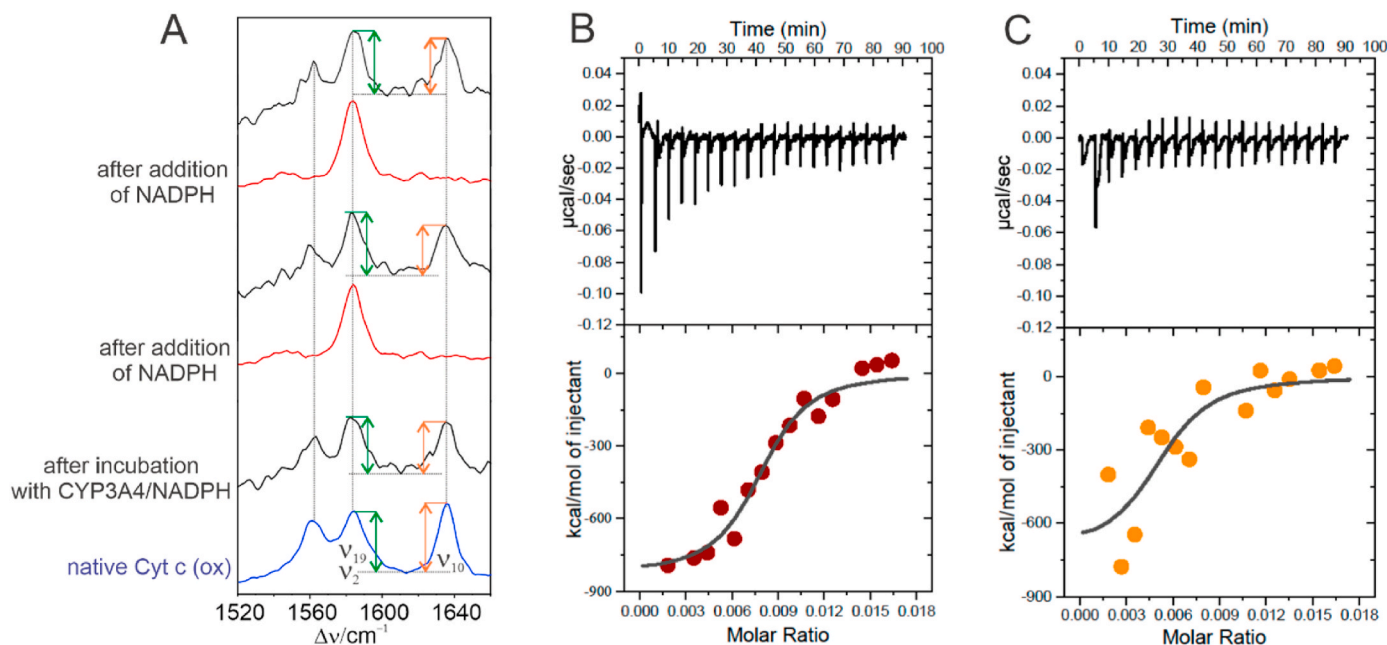 A
after addition
of NADPH
after addition
of NADPH
after incubation
with CYP3A4/NADPH
native Cyt c (ox)
ν19
ν2
ν10
1520 1560 1600 1640
Δν/cm⁻¹
B
Time (min)
0 10 20 30 40 50 60 70 80 90 100
µcal/sec
0.04
0.02
0.00
-0.02
-0.04
-0.06
-0.08
-0.10
-0.12
kcal/mol of injectant
0
-300
-600
-900
0.000 0.003 0.006 0.009 0.012 0.015 0.018
Molar Ratio
C
Time (min)
0 10 20 30 40 50 60 70 80 90 100
µcal/sec
0.04
0.02
0.00
-0.02
-0.04
-0.06
-0.08
-0.10
-0.12
kcal/mol of injectant
0
-300
-600
-900
0.000 0.003 0.006 0.009 0.012 0.015 0.018
Molar Ratio